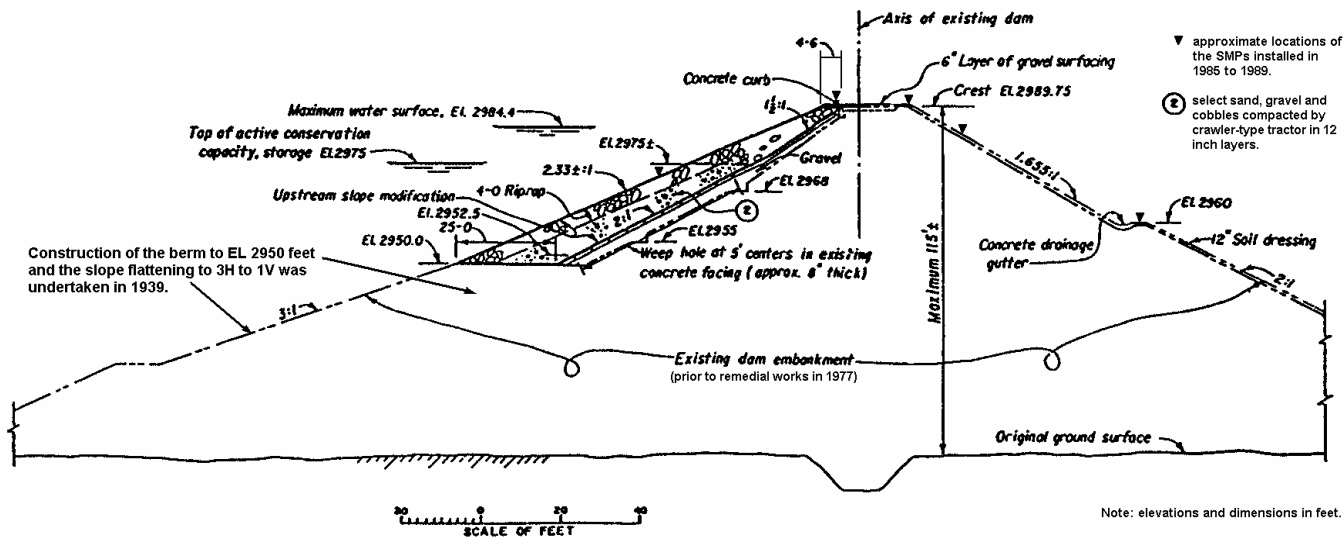 Axis of existing dam
4-6
6" Layer of gravel surfacing
Concrete curb
Crest EL 2989.75
1½:1
▼ approximate locations of
the SMPs installed in
1985 to 1989.
② select sand, gravel and
cobbles compacted by
crawler-type tractor in 12
inch layers.
Maximum water surface, EL 2984.4
Top of active conservation
capacity, storage EL 2975
EL 2975±
Gravel
1.655:1
2.33±:1
EL 2968
Upstream slope modification
4-0 Riprap
2:1
②
EL 2952.5
25-0
EL 2955
EL 2960
EL 2950.0
Weep hole at 5' centers in existing
concrete facing (approx. 8" thick)
Concrete drainage
gutter
12" Soil dressing
2:1
Construction of the berm to EL 2950 feet
and the slope flattening to 3H to 1V was
undertaken in 1939.
3:1
Maximum 115'±
Existing dam embankment
(prior to remedial works in 1977)
Original ground surface
20 0 20 40
SCALE OF FEET
Note: elevations and dimensions in feet.